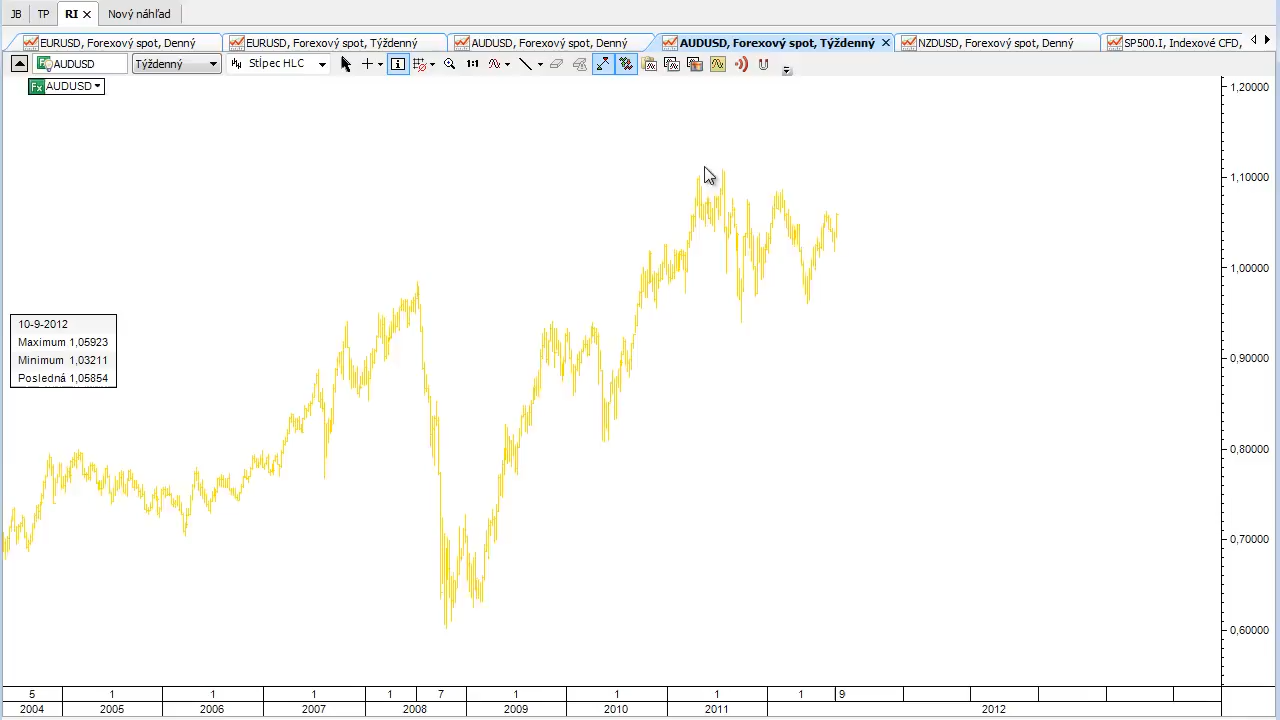 JB TP RI Nový náhľad
EURUSD, Forexový spot, Denný EURUSD, Forexový spot, Týždenný AUDUSD, Forexový spot, Denný AUDUSD, Forexový spot, Týždenný NZDUSD, Forexový spot, Denný SP500.I, Indexové CFD,
AUDUSD Týždenný Stĺpec HLC 1:1
Fx AUDUSD
1,20000
1,10000
1,00000
0,90000
0,80000
0,70000
0,60000
10-9-2012
Maximum 1,05923
Minimum 1,03211
Posledná 1,05854
5 1 1 1 1 7 1 1 1 1 9
2004 2005 2006 2007 2008 2009 2010 2011 2012